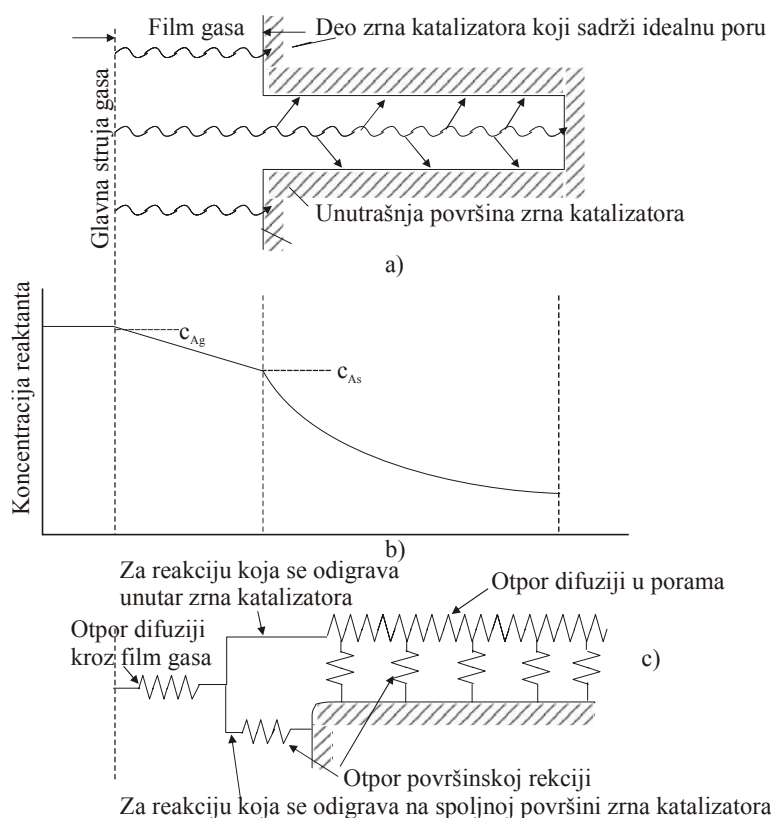 Film gasa
Deo zrna katalizatora koji sadrži idealnu poru
Glavna struja gasa
Unutrašnja površina zrna katalizatora
a)
Koncentracija reaktanta
c_Ag
c_As
b)
Za reakciju koja se odigrava
unutar zrna katalizatora
Otpor difuziji u porama
Otpor difuziji
kroz film gasa
c)
Otpor površinskoj rekciji
Za reakciju koja se odigrava na spoljnoj površini zrna katalizatora